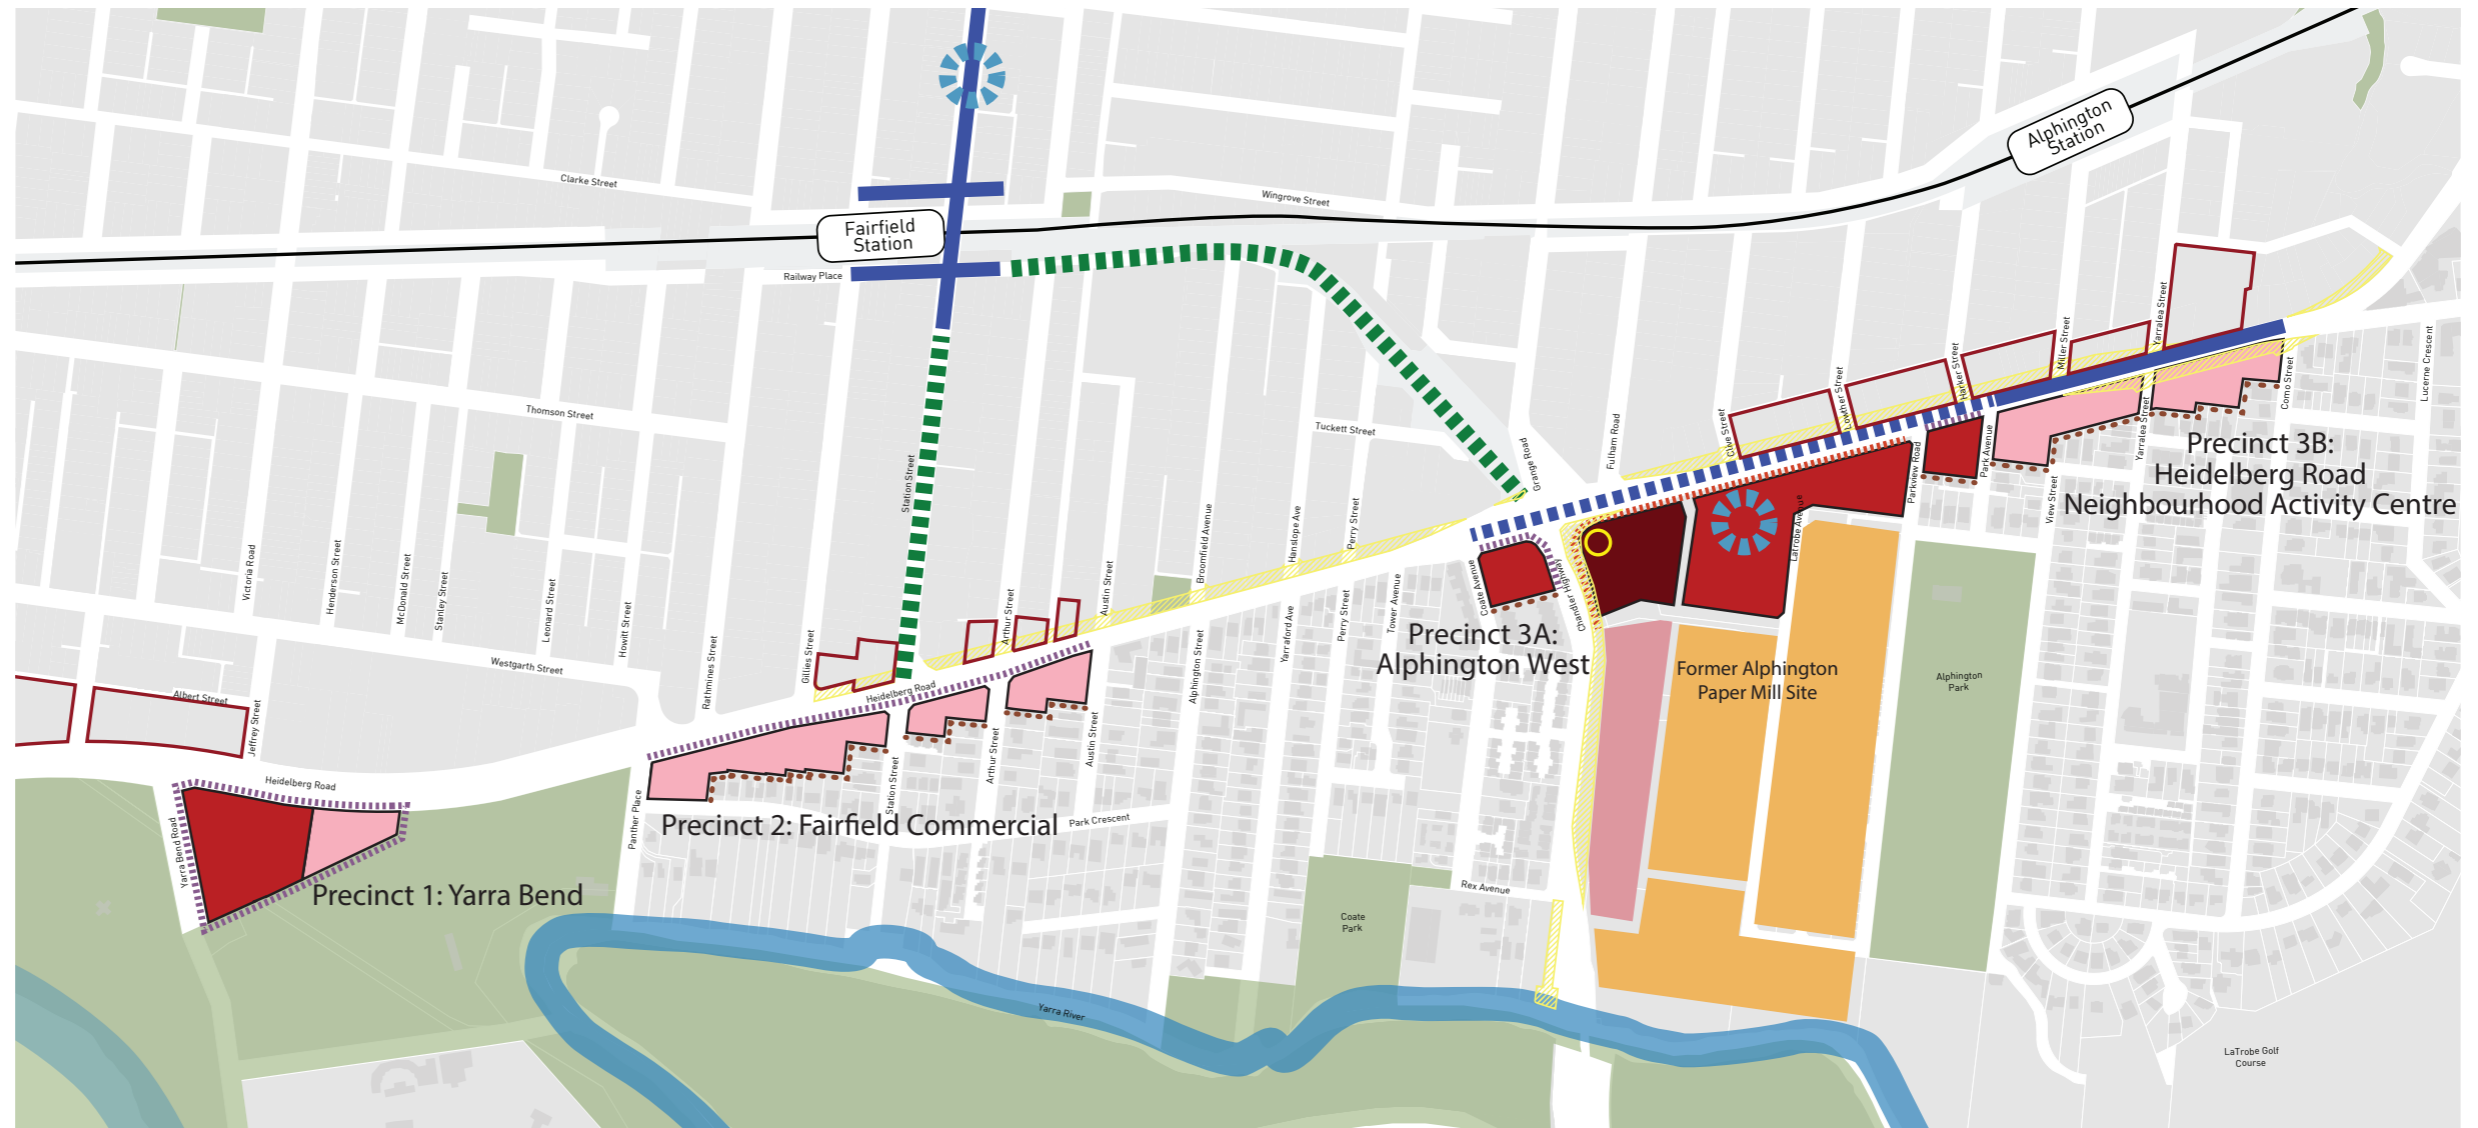 Alphington
Station
Clarke Street
Wingrove Street
Fairfield
Station
Railway Place
Yarralea Street
Miller Street
Harker Street
Lowther Street
Clive Street
Lucerne Crescent
Como Street
Thomson Street
Tuckett Street
Fulham Road
Grange Road
Station Street
Parkview Road
Park Avenue
Yarralea Street
View Street
Precinct 3B:
Heidelberg Road
Neighbourhood Activity Centre
Latrobe Avenue
Victoria Road
Henderson Street
McDonald Street
Stanley Street
Leonard Street
Howitt Street
Rathmines Street
Gillies Street
Arthur Street
Austin Street
Broomfield Avenue
Hanslope Ave
Perry Street
Coate Avenue
Chandler Highway
Alphington Street
Yarraford Ave
Perry Street
Tower Avenue
Precinct 3A:
Alphington West
Former Alphington
Paper Mill Site
Alphington
Park
Westgarth Street
Albert Street
Jeffrey Street
Heidelberg Road
Heidelberg Road
Yarra Bend Road
Panther Place
Station Street
Arthur Street
Austin Street
Precinct 2: Fairfield Commercial
Park Crescent
Precinct 1: Yarra Bend
Rex Avenue
Coate
Park
Yarra River
LaTrobe Golf
Course